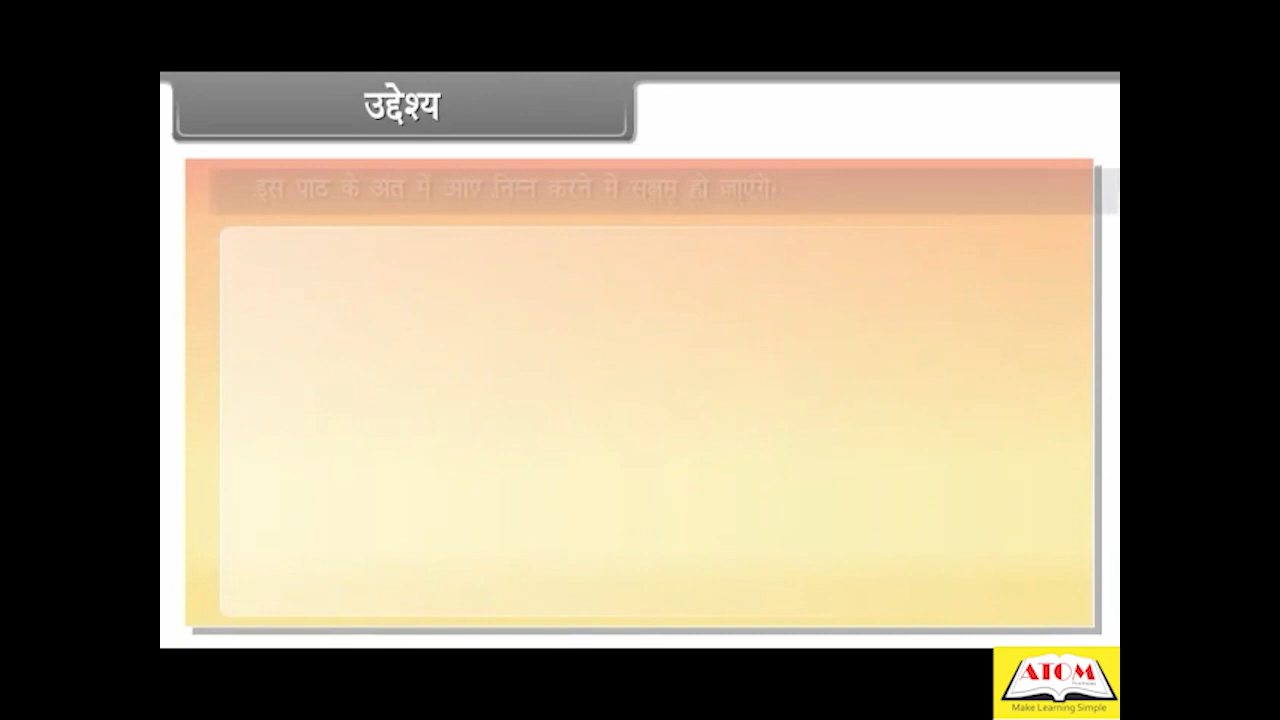 उद्देश्य
इस पाठ के अंत में आप निम्न करने में सक्षम हो जाएंगे।
ATOM
Make Learning Simple